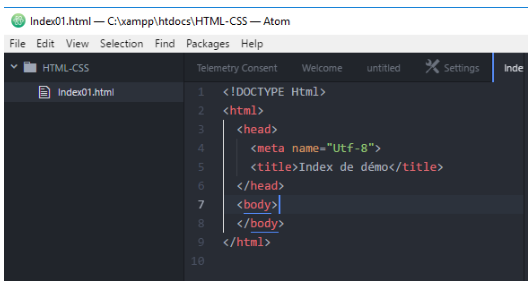 Index01.html — C:\xampp\htdocs\HTML-CSS — Atom
File Edit View Selection Find Packages Help
HTML-CSS
Index01.html
Telemetry Consent Welcome untitled Settings Inde
1 <!DOCTYPE Html>
2 <html>
3 <head>
4 <meta name="Utf-8">
5 <title>Index de démo</title>
6 </head>
7 <body>
8 </body>
9 </html>
10